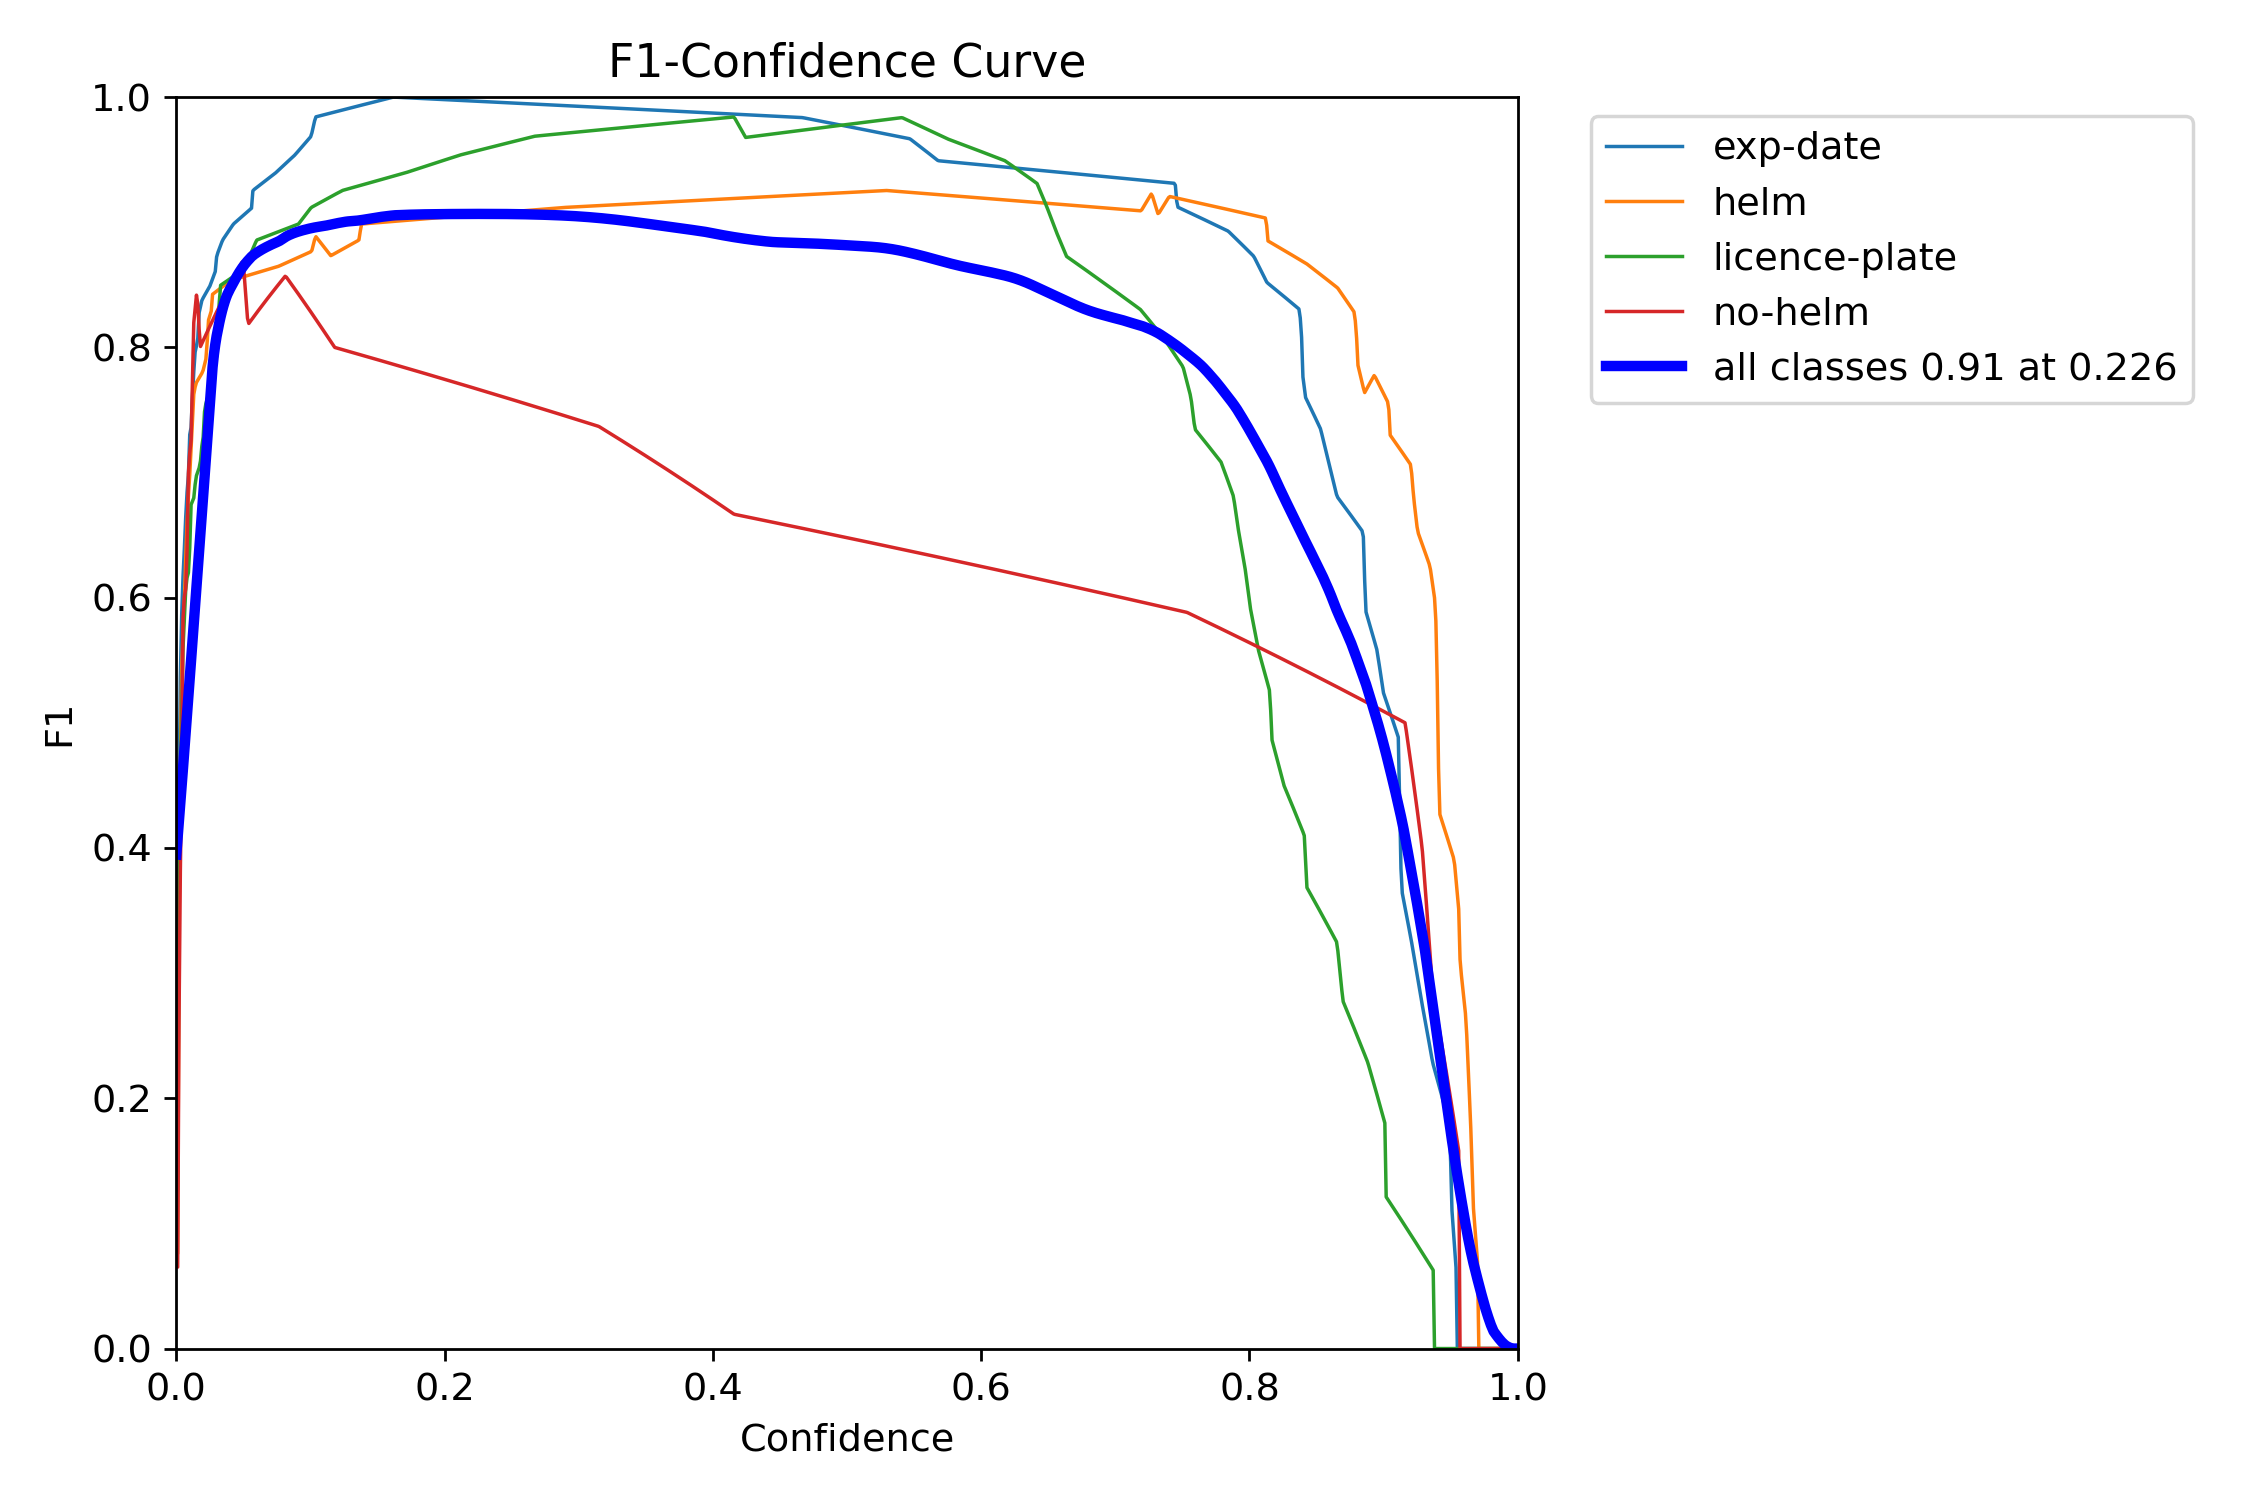 F1-Confidence Curve
1.0
0.8
0.6
0.4
0.2
0.0
F1
0.0 0.2 0.4 0.6 0.8 1.0
Confidence
exp-date
helm
licence-plate
no-helm
all classes 0.91 at 0.226